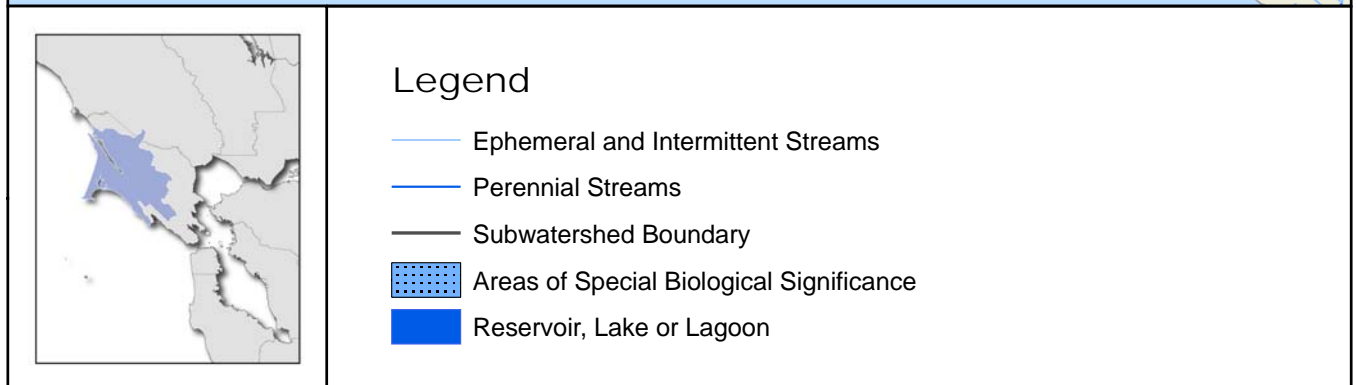 Legend
Ephemeral and Intermittent Streams
Perennial Streams
Subwatershed Boundary
Areas of Special Biological Significance
Reservoir, Lake or Lagoon